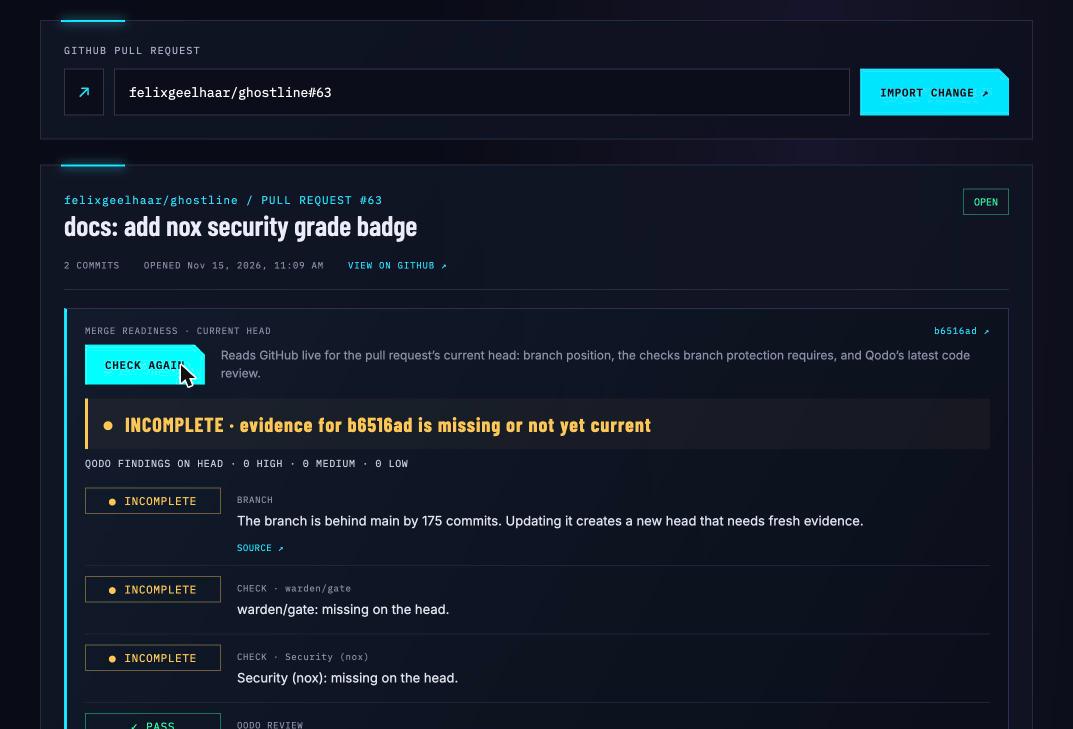 GITHUB PULL REQUEST
↗ felixgeelhaar/ghostline#63 IMPORT CHANGE ↗
felixgeelhaar/ghostline / PULL REQUEST #63
OPEN
docs: add nox security grade badge
2 COMMITS OPENED Nov 15, 2026, 11:09 AM VIEW ON GITHUB ↗
MERGE READINESS · CURRENT HEAD b6516ad ↗
CHECK AGAIN
Reads GitHub live for the pull request’s current head: branch position, the checks branch protection requires, and Qodo’s latest code
review.
● INCOMPLETE · evidence for b6516ad is missing or not yet current
QODO FINDINGS ON HEAD · 0 HIGH · 0 MEDIUM · 0 LOW
● INCOMPLETE BRANCH
The branch is behind main by 175 commits. Updating it creates a new head that needs fresh evidence.
SOURCE ↗
● INCOMPLETE CHECK · warden/gate
warden/gate: missing on the head.
● INCOMPLETE CHECK · Security (nox)
Security (nox): missing on the head.
✓ PASS QODO REVIEW